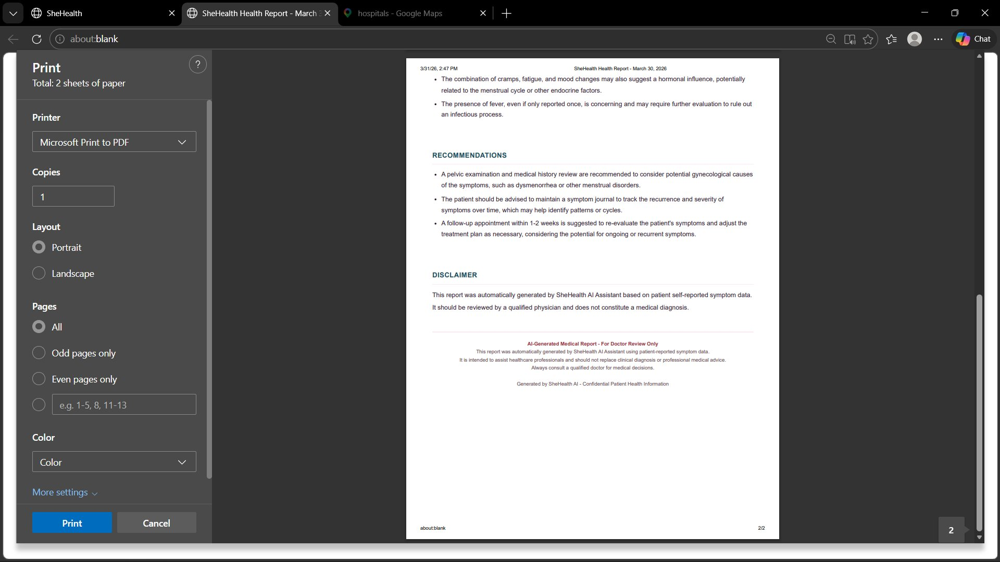 SheHealth
SheHealth Health Report - March
hospitals - Google Maps
about:blank
Chat
Print
Total: 2 sheets of paper
?
Printer
Microsoft Print to PDF
Copies
1
Layout
Portrait
Landscape
Pages
All
Odd pages only
Even pages only
e.g. 1-5, 8, 11-13
Color
Color
More settings
Print
Cancel
3/31/26, 2:47 PM
SheHealth Health Report - March 30, 2026
• The combination of cramps, fatigue, and mood changes may also suggest a hormonal influence, potentially
related to the menstrual cycle or other endocrine factors.
• The presence of fever, even if only reported once, is concerning and may require further evaluation to rule out
an infectious process.
RECOMMENDATIONS
• A pelvic examination and medical history review are recommended to consider potential gynecological causes
of the symptoms, such as dysmenorrhea or other menstrual disorders.
• The patient should be advised to maintain a symptom journal to track the recurrence and severity of
symptoms over time, which may help identify patterns or cycles.
• A follow-up appointment within 1-2 weeks is suggested to re-evaluate the patient's symptoms and adjust the
treatment plan as necessary, considering the potential for ongoing or recurrent symptoms.
DISCLAIMER
This report was automatically generated by SheHealth AI Assistant based on patient self-reported symptom data.
It should be reviewed by a qualified physician and does not constitute a medical diagnosis.
AI-Generated Medical Report - For Doctor Review Only
This report was automatically generated by SheHealth AI Assistant using patient-reported symptom data.
It is intended to assist healthcare professionals and should not replace clinical diagnosis or professional medical advice.
Always consult a qualified doctor for medical decisions.
Generated by SheHealth AI - Confidential Patient Health Information
about:blank
2/2
2